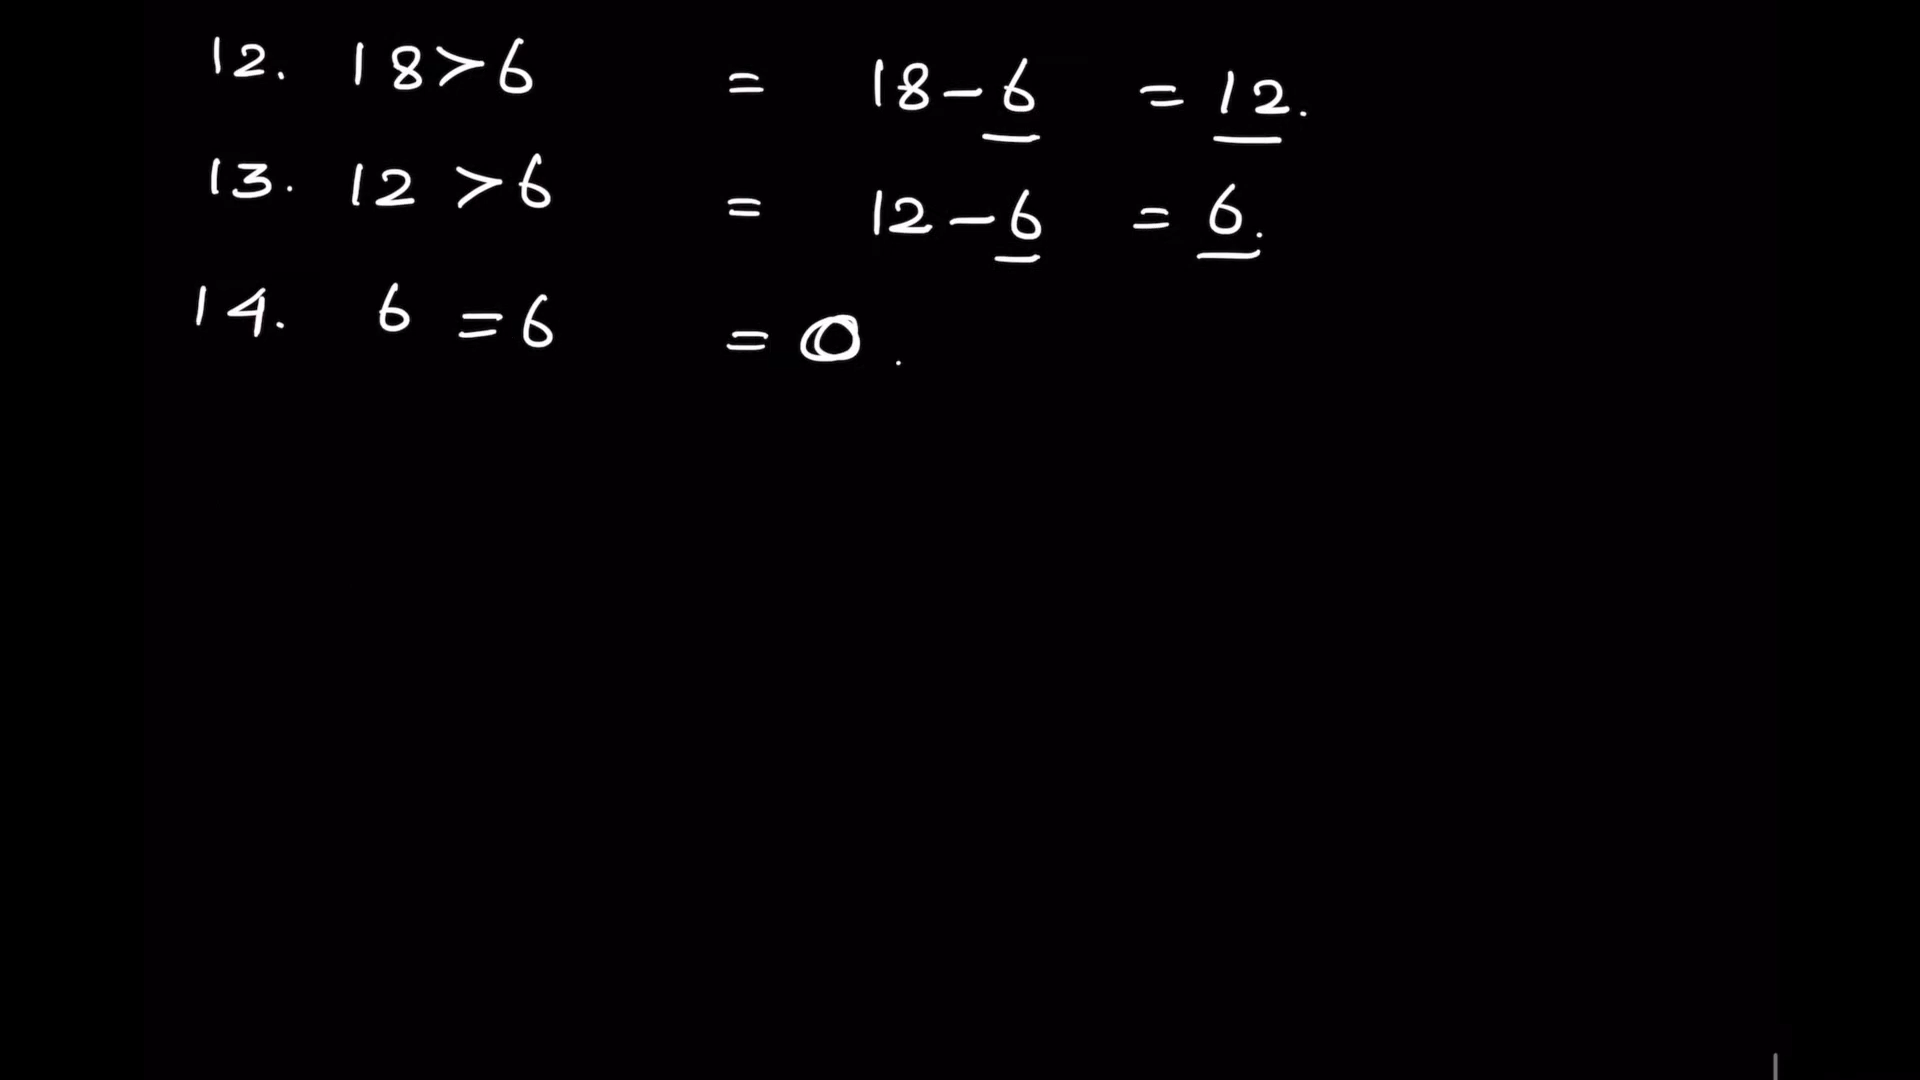 12. 18>6 = 18-6 = 12.
13. 12 >6 = 12-6 = 6.
14. 6 =6 = 0.